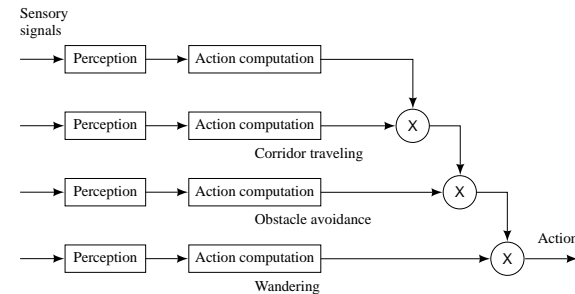 Sensory
signals
Perception
Action computation
Perception
Action computation
X
Corridor traveling
Perception
Action computation
X
Obstacle avoidance
Action
Perception
Action computation
X
Wandering